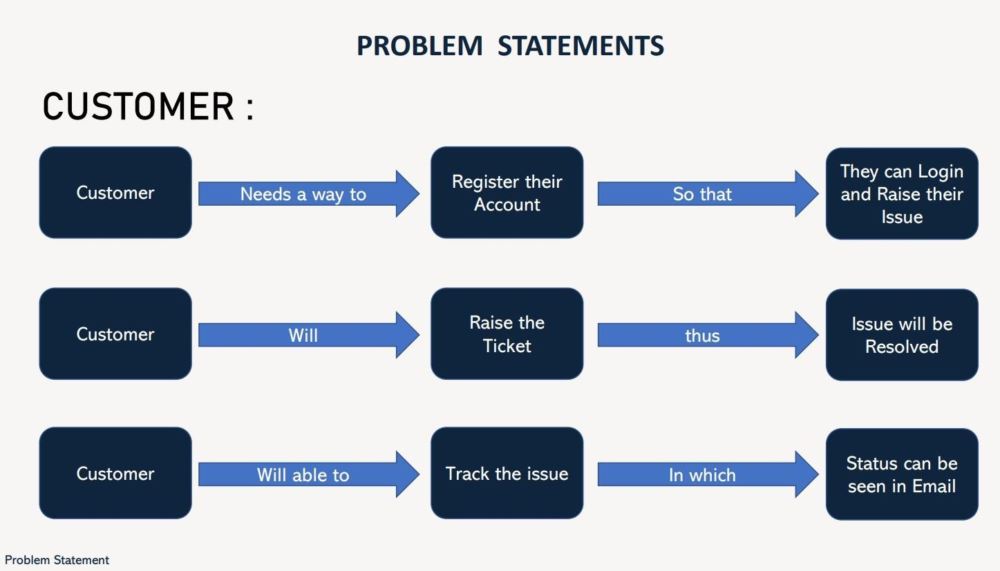 PROBLEM STATEMENTS
CUSTOMER :
Customer
Needs a way to
Register their
Account
So that
They can Login
and Raise their
Issue
Customer
Will
Raise the
Ticket
thus
Issue will be
Resolved
Customer
Will able to
Track the issue
In which
Status can be
seen in Email
Problem Statement